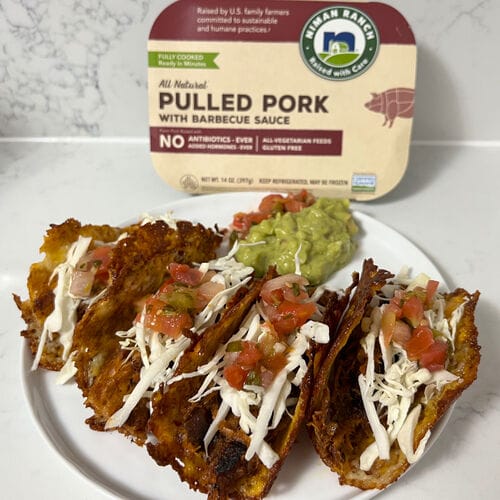 Raised by U.S. family farmers
committed to sustainable
and humane practices.
NIMAN RANCH
Raised with Care
FULLY COOKED
Ready in Minutes
All Natural
PULLED PORK
WITH BARBECUE SAUCE
NO ANTIBIOTICS - EVER
ADDED HORMONES - EVER
ALL-VEGETARIAN FEEDS
GLUTEN FREE
NET WT. 14 OZ (397g)
KEEP REFRIGERATED, MAY BE FROZEN